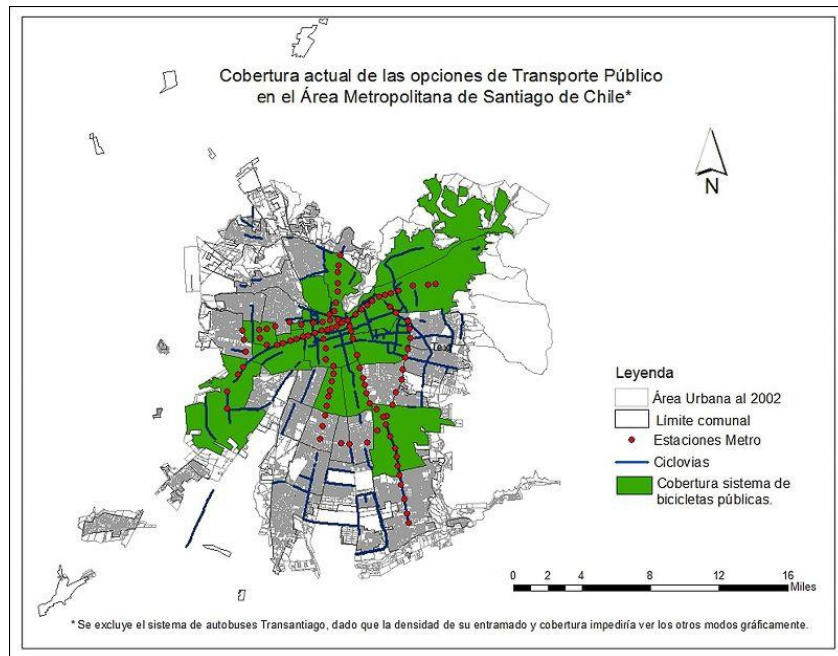 Cobertura actual de las opciones de Transporte Público
en el Área Metropolitana de Santiago de Chile*
N
Text
Leyenda
Área Urbana al 2002
Límite comunal
Estaciones Metro
Ciclovias
Cobertura sistema de
bicicletas públicas.
0 2 4 8 12 16
Miles
* Se excluye el sistema de autobuses Transantiago, dado que la densidad de su entramado y cobertura impediría ver los otros modos gráficamente.